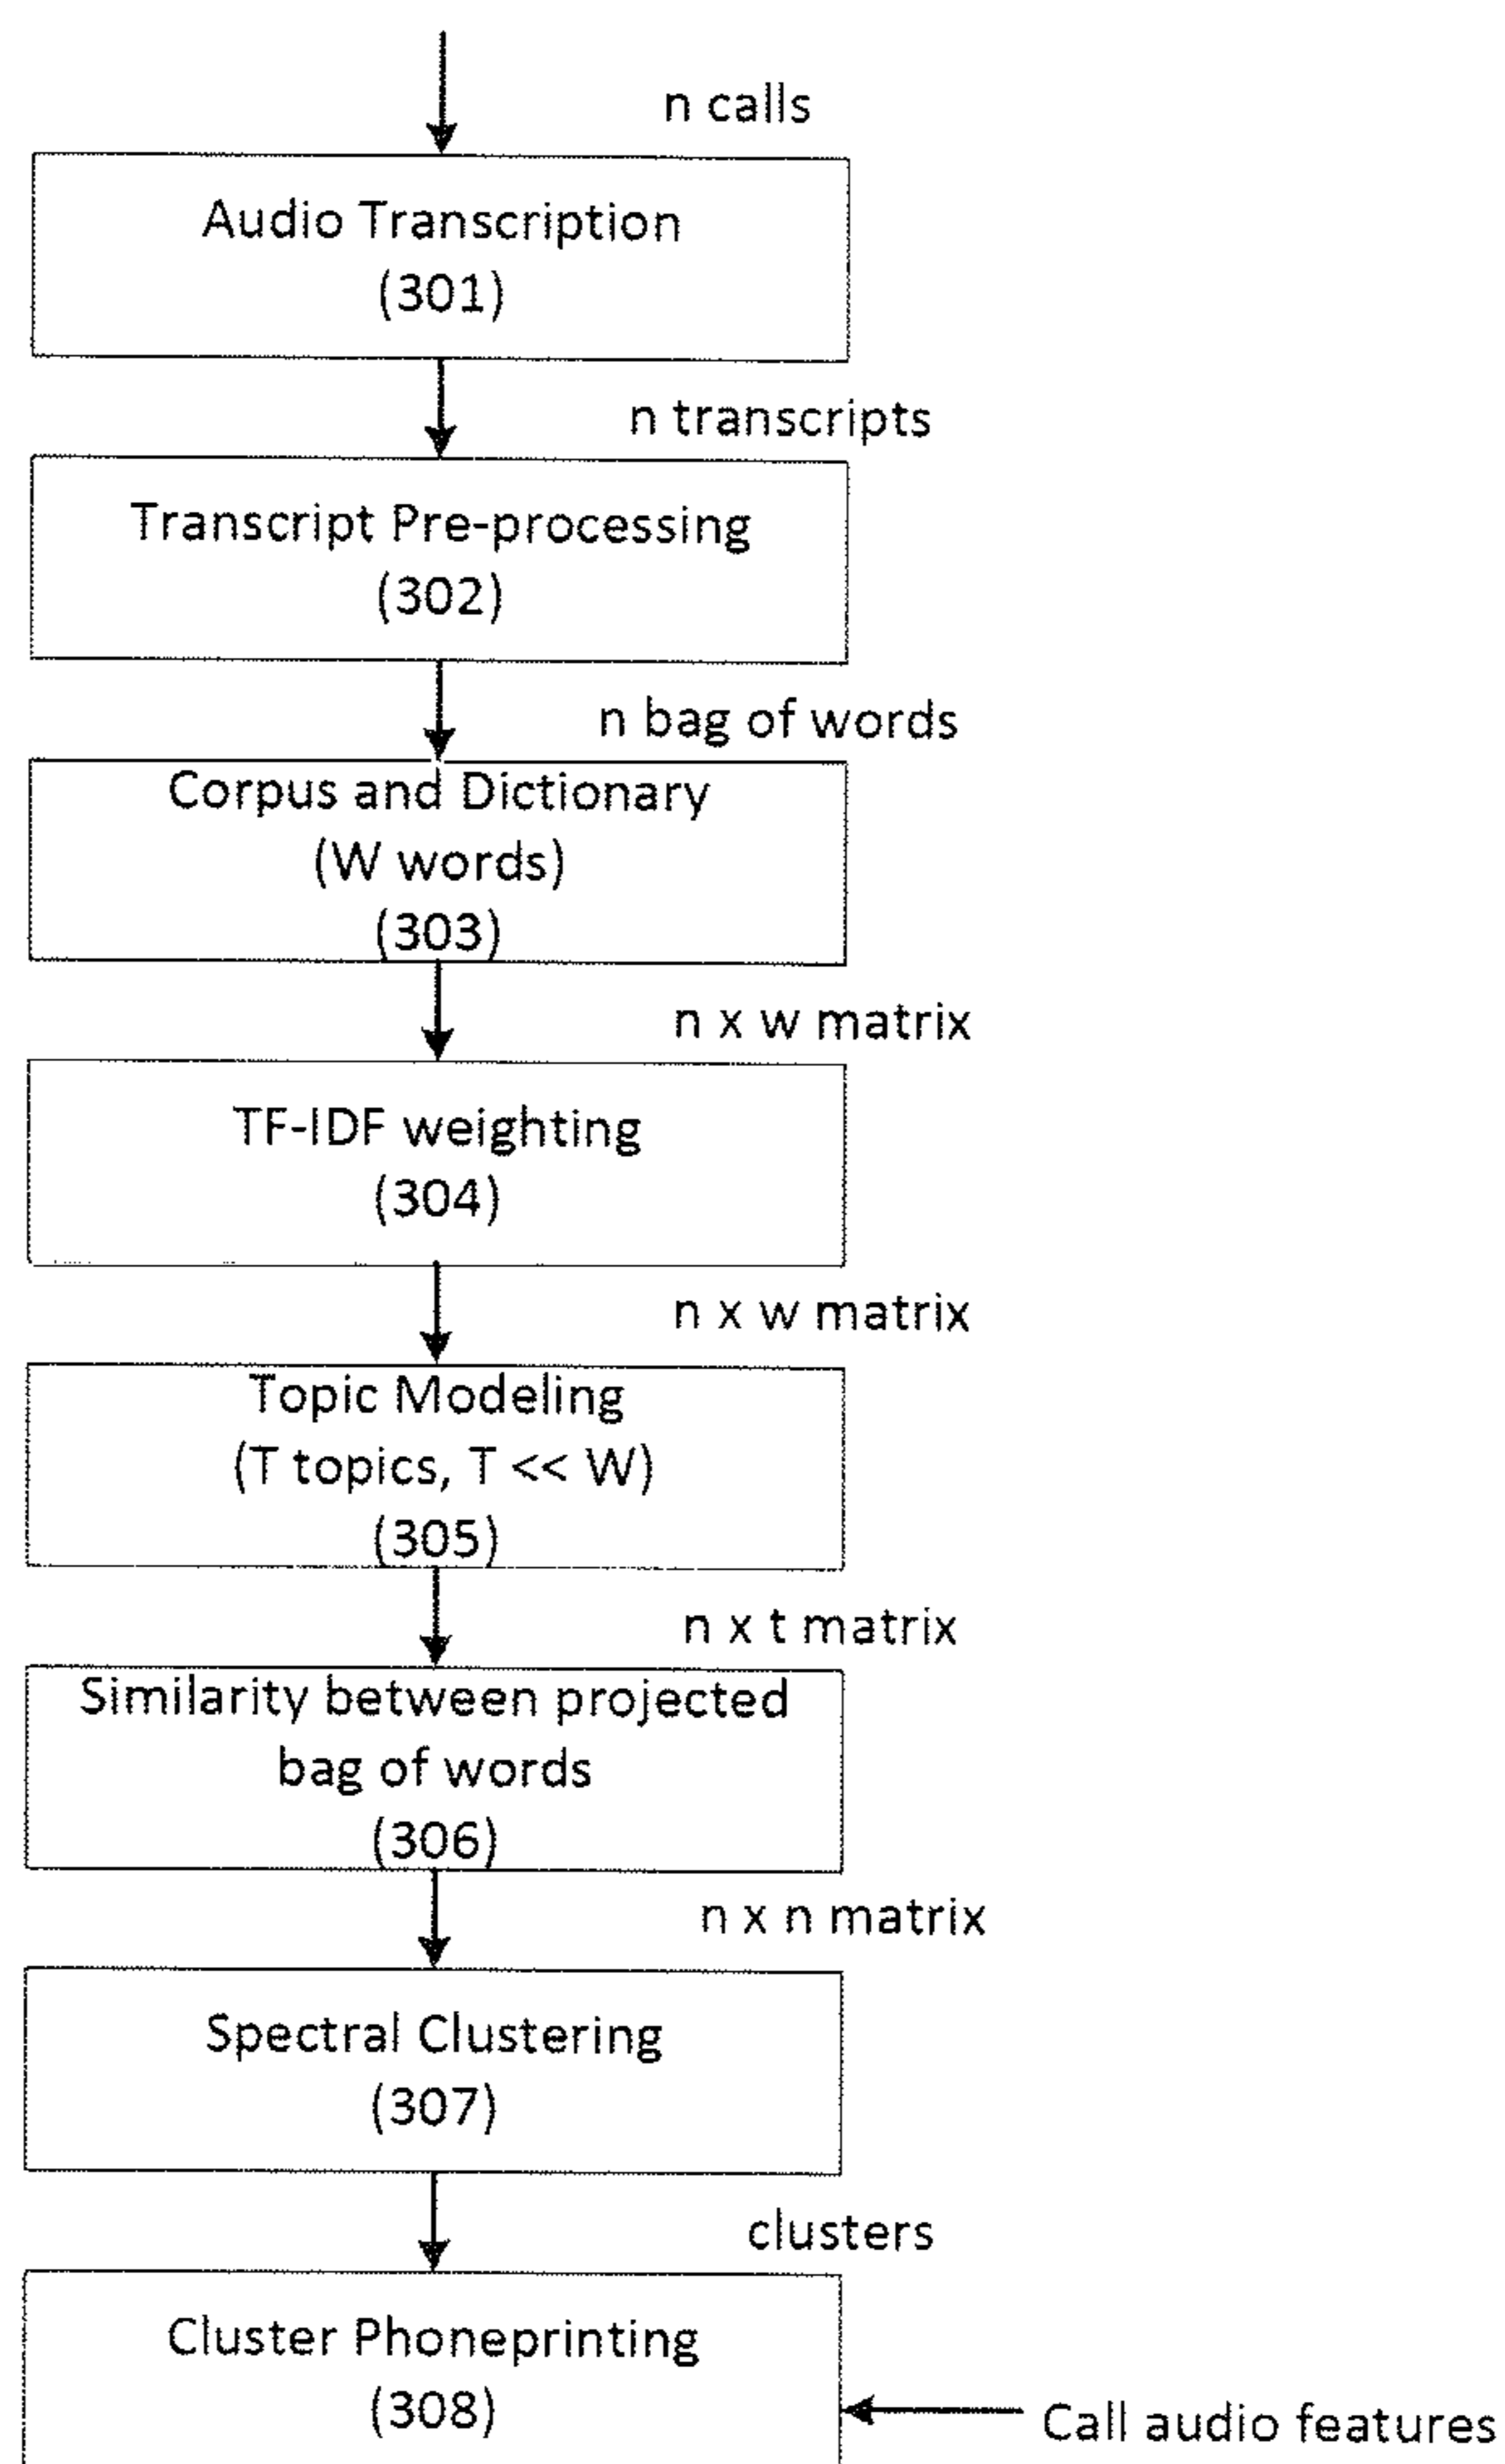 n calls
Audio Transcription
(301)
n transcripts
Transcript Pre-processing
(302)
n bag of words
Corpus and Dictionary
(W words)
(303)
n x w matrix
TF-IDF weighting
(304)
n x w matrix
Topic Modeling
(T topics, T << W)
(305)
n x t matrix
Similarity between projected
bag of words
(306)
n x n matrix
Spectral Clustering
(307)
clusters
Cluster Phoneprinting
(308)
Call audio features